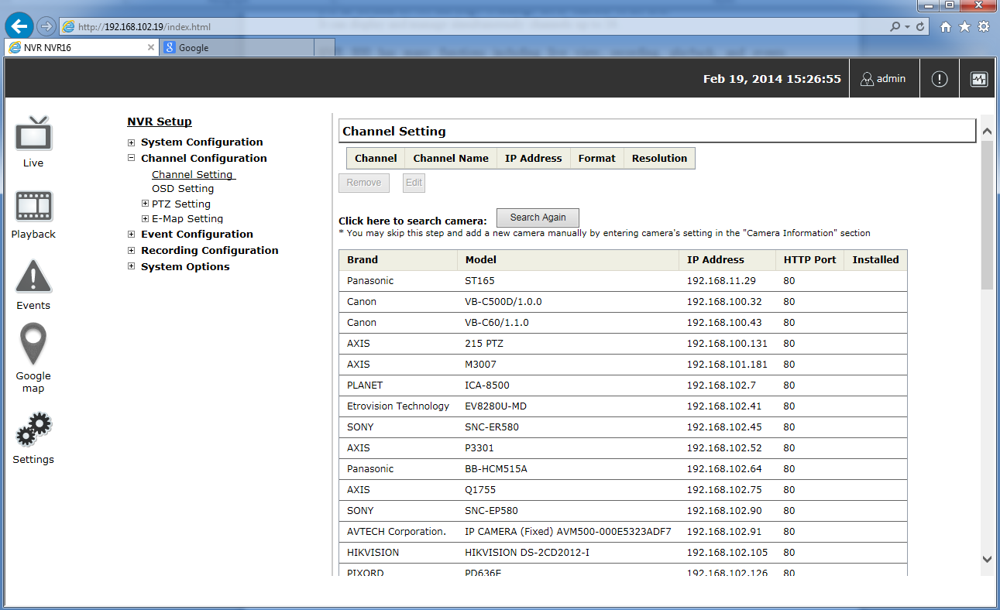 http://192.168.102.19/index.html
NVR NVR16
Google
Feb 19, 2014 15:26:55
admin
Live
Playback
Events
Google
map
Settings
NVR Setup
System Configuration
Channel Configuration
Channel Setting
OSD Setting
PTZ Setting
E-Map Setting
Event Configuration
Recording Configuration
System Options
Channel Setting
Channel Channel Name IP Address Format Resolution
Remove Edit
Click here to search camera: Search Again
* You may skip this step and add a new camera manually by entering camera's setting in the "Camera Information" section
Brand Model IP Address HTTP Port Installed
Panasonic ST165 192.168.11.29 80
Canon VB-C500D/1.0.0 192.168.100.32 80
Canon VB-C60/1.1.0 192.168.100.43 80
AXIS 215 PTZ 192.168.100.131 80
AXIS M3007 192.168.101.181 80
PLANET ICA-8500 192.168.102.7 80
Etrovision Technology EV8280U-MD 192.168.102.41 80
SONY SNC-ER580 192.168.102.45 80
AXIS P3301 192.168.102.52 80
Panasonic BB-HCM515A 192.168.102.64 80
AXIS Q1755 192.168.102.75 80
SONY SNC-EP580 192.168.102.90 80
AVTECH Corporation. IP CAMERA (Fixed) AVM500-000E5323ADF7 192.168.102.91 80
HIKVISION HIKVISION DS-2CD2012-I 192.168.102.105 80
PIXORD 192.168.102.126 80